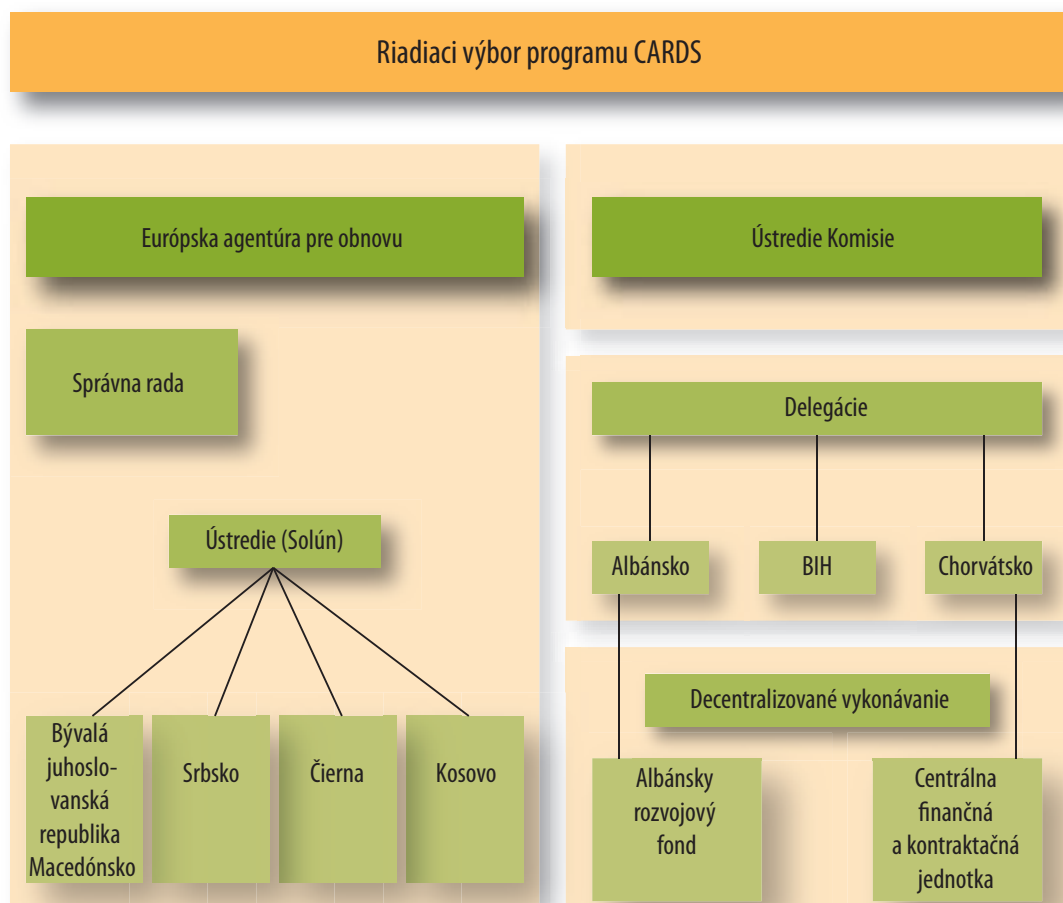 Riadiaci výbor programu CARDS
Európska agentúra pre obnovu
Správna rada
Ústredie (Solún)
Bývalá
juhoslo-
vanská
republika
Macedónsko
Srbsko
Čierna
Kosovo
Ústredie Komisie
Delegácie
Albánsko
BIH
Chorvátsko
Decentralizované vykonávanie
Albánsky
rozvojový
fond
Centrálna
finančná
a kontraktačná
jednotka